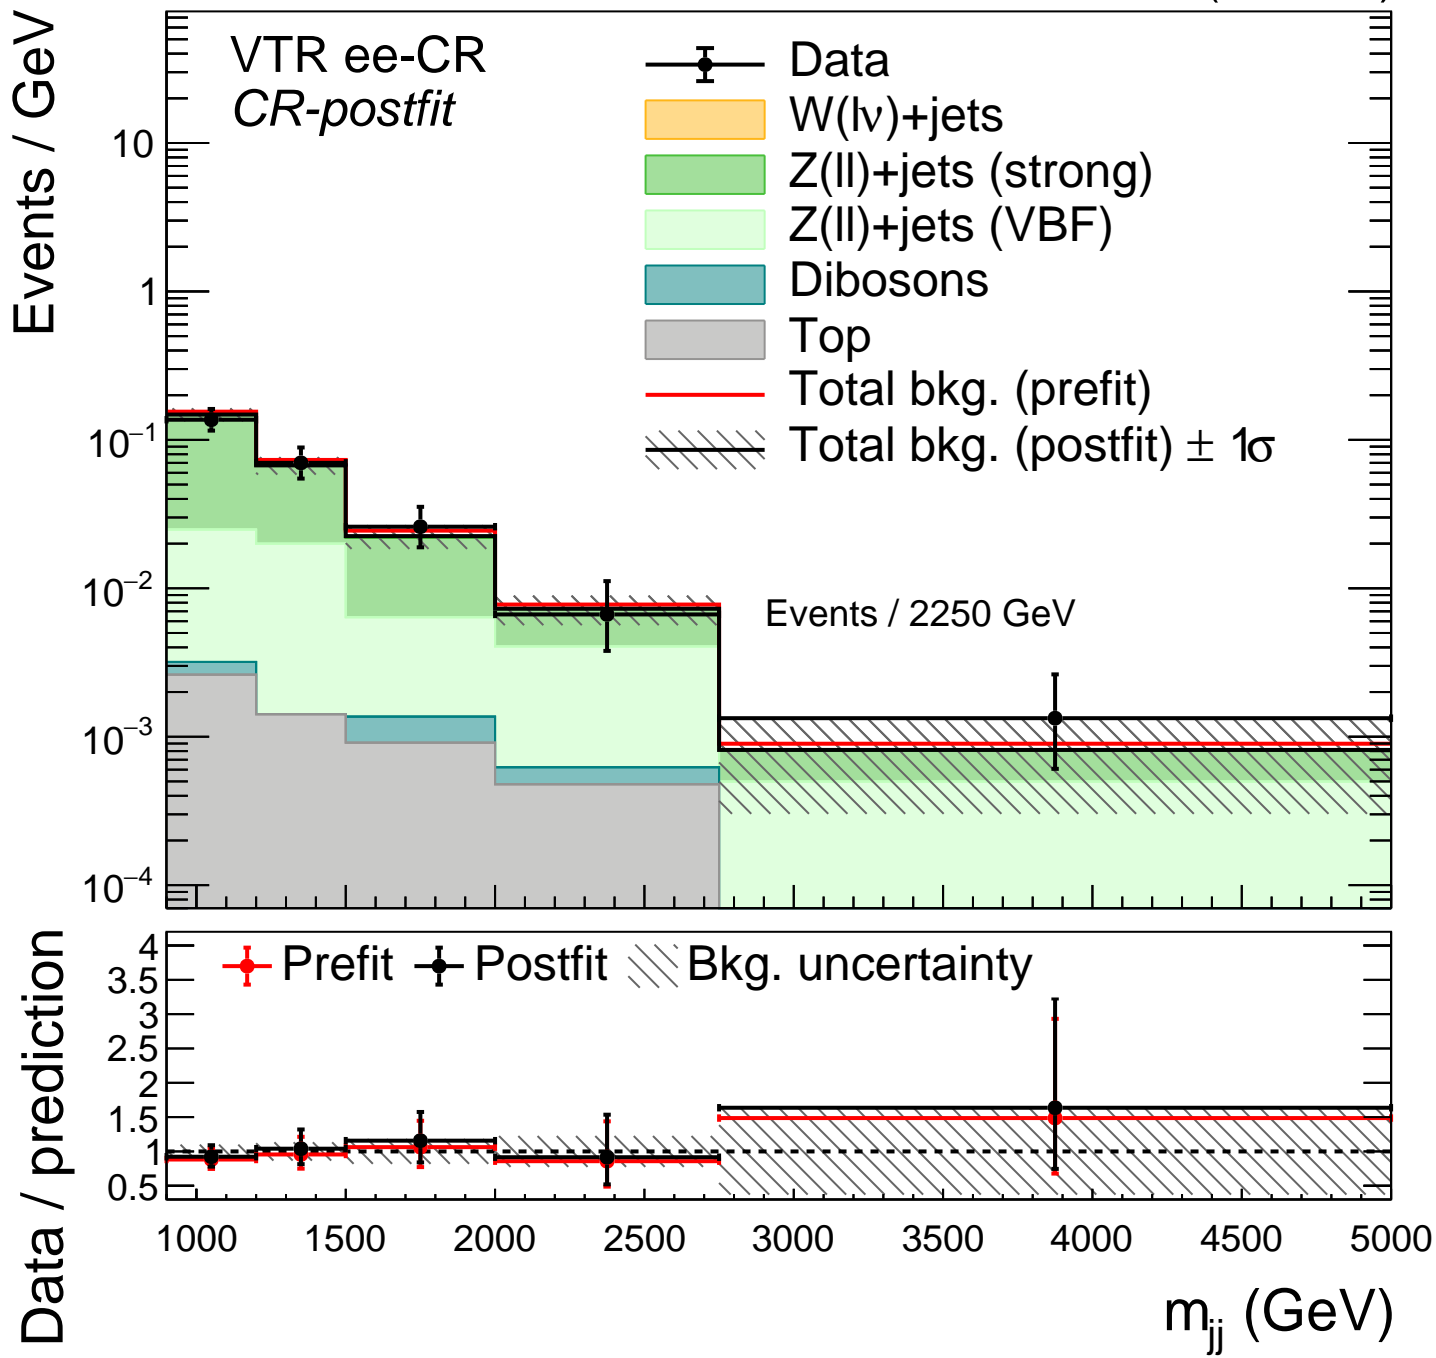 VTR ee-CR
CR-postfit
Data
W(lν)+jets
Z(ll)+jets (strong)
Z(ll)+jets (VBF)
Dibosons
Top
Total bkg. (prefit)
Total bkg. (postfit) ± 1σ
Events / GeV
10
1
10⁻¹
10⁻²
10⁻³
10⁻⁴
Events / 2250 GeV
Prefit
Postfit
Bkg. uncertainty
Data / prediction
4
3.5
3
2.5
2
1.5
1
0.5
1000 1500 2000 2500 3000 3500 4000 4500 5000
m_jj (GeV)